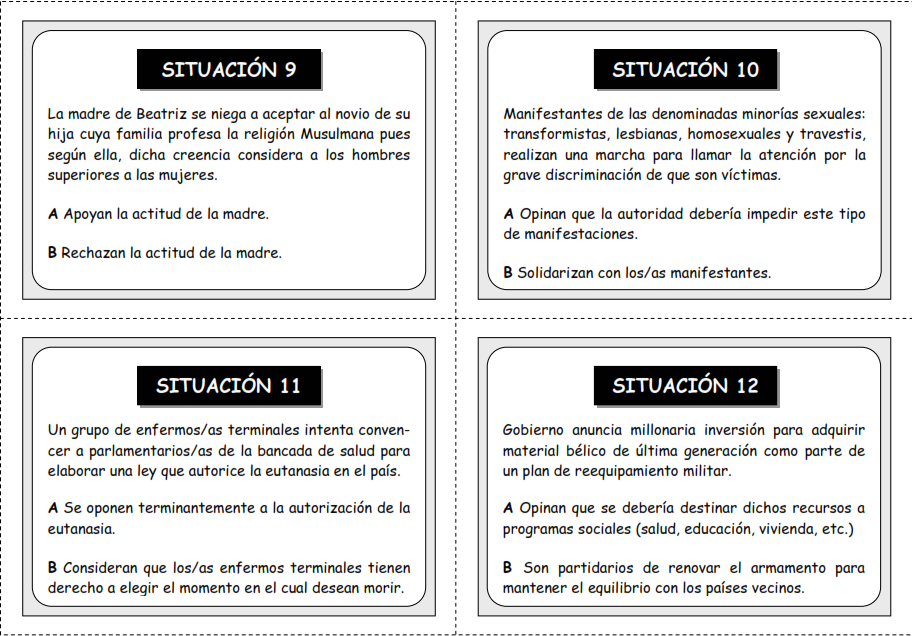 SITUACIÓN 9
La madre de Beatriz se niega a aceptar al novio de su
hija cuya familia profesa la religión Musulmana pues
según ella, dicha creencia considera a los hombres
superiores a las mujeres.
A Apoyan la actitud de la madre.
B Rechazan la actitud de la madre.
SITUACIÓN 10
Manifestantes de las denominadas minorías sexuales:
transformistas, lesbianas, homosexuales y travestis,
realizan una marcha para llamar la atención por la
grave discriminación de que son víctimas.
A Opinan que la autoridad debería impedir este tipo
de manifestaciones.
B Solidarizan con los/as manifestantes.
SITUACIÓN 11
Un grupo de enfermos/as terminales intenta conven-
cer a parlamentarios/as de la bancada de salud para
elaborar una ley que autorice la eutanasia en el país.
A Se oponen terminantemente a la autorización de la
eutanasia.
B Consideran que los/as enfermos terminales tienen
derecho a elegir el momento en el cual desean morir.
SITUACIÓN 12
Gobierno anuncia millonaria inversión para adquirir
material bélico de última generación como parte de
un plan de reequipamiento militar.
A Opinan que se debería destinar dichos recursos a
programas sociales (salud, educación, vivienda, etc.)
B Son partidarios de renovar el armamento para
mantener el equilibrio con los países vecinos.